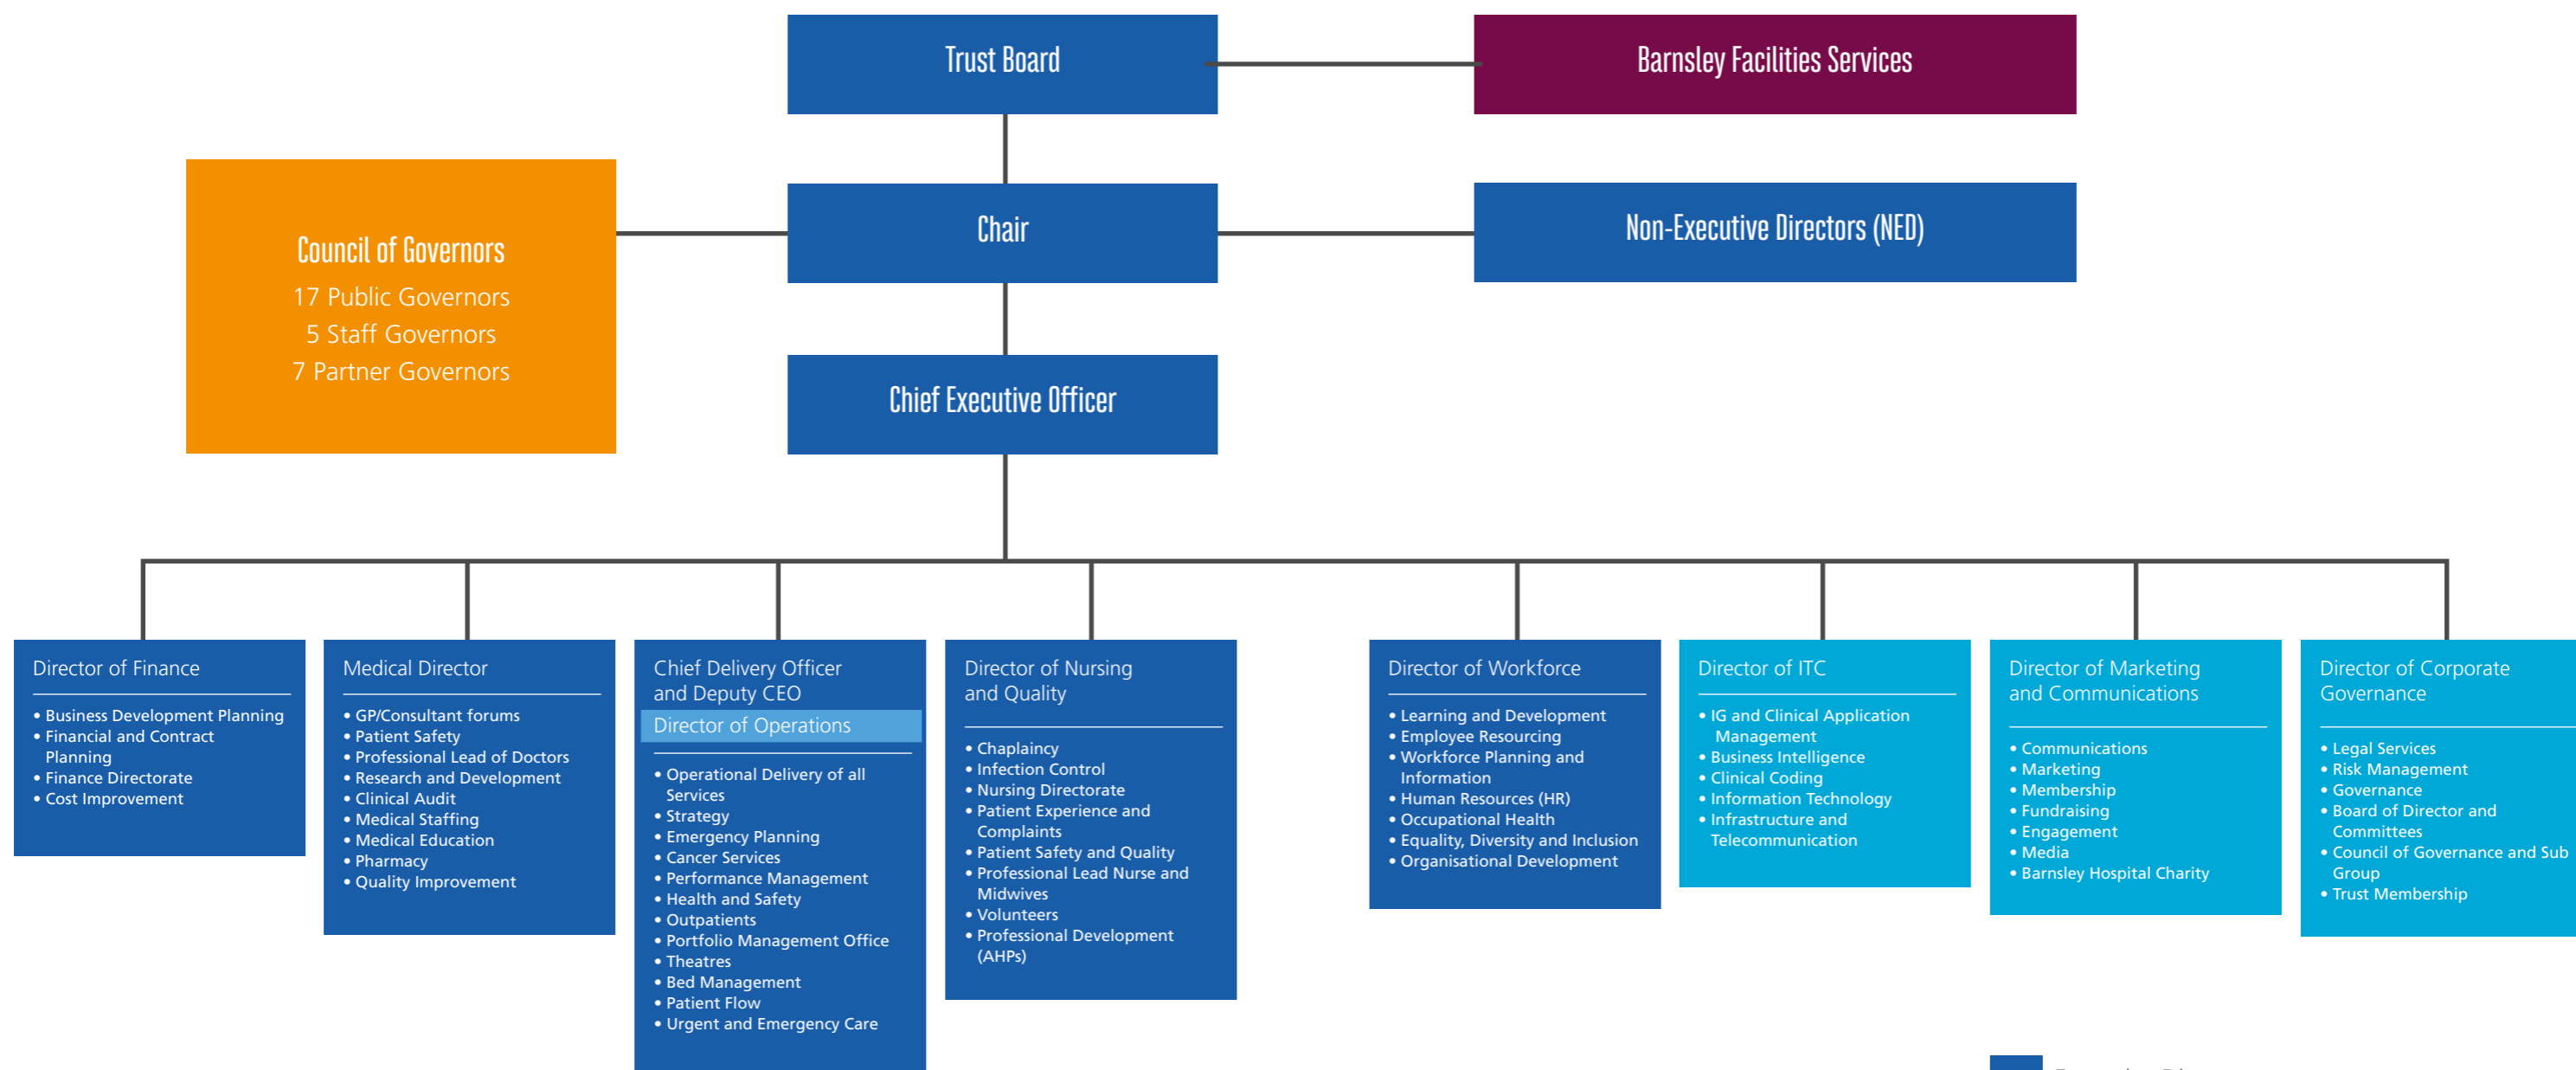 Trust Board
Barnsley Facilities Services
Council of Governors
17 Public Governors
5 Staff Governors
7 Partner Governors
Chair
Non-Executive Directors (NED)
Chief Executive Officer
Director of Finance
• Business Development Planning
• Financial and Contract
Planning
• Finance Directorate
• Cost Improvement
Medical Director
• GP/Consultant forums
• Patient Safety
• Professional Lead of Doctors
• Research and Development
• Clinical Audit
• Medical Staffing
• Medical Education
• Pharmacy
• Quality Improvement
Chief Delivery Officer
and Deputy CEO
Director of Operations
• Operational Delivery of all
Services
• Strategy
• Emergency Planning
• Cancer Services
• Performance Management
• Health and Safety
• Outpatients
• Portfolio Management Office
• Theatres
• Bed Management
• Patient Flow
• Urgent and Emergency Care
Director of Nursing
and Quality
• Chaplaincy
• Infection Control
• Nursing Directorate
• Patient Experience and
Complaints
• Patient Safety and Quality
• Professional Lead Nurse and
Midwives
• Volunteers
• Professional Development
(AHPs)
Director of Workforce
• Learning and Development
• Employee Resourcing
• Workforce Planning and
Information
• Human Resources (HR)
• Occupational Health
• Equality, Diversity and Inclusion
• Organisational Development
Director of ITC
• IG and Clinical Application
Management
• Business Intelligence
• Clinical Coding
• Information Technology
• Infrastructure and
Telecommunication
Director of Marketing
and Communications
• Communications
• Marketing
• Membership
• Fundraising
• Engagement
• Media
• Barnsley Hospital Charity
Director of Corporate
Governance
• Legal Services
• Risk Management
• Governance
• Board of Director and
Committees
• Council of Governance and Sub
Group
• Trust Membership